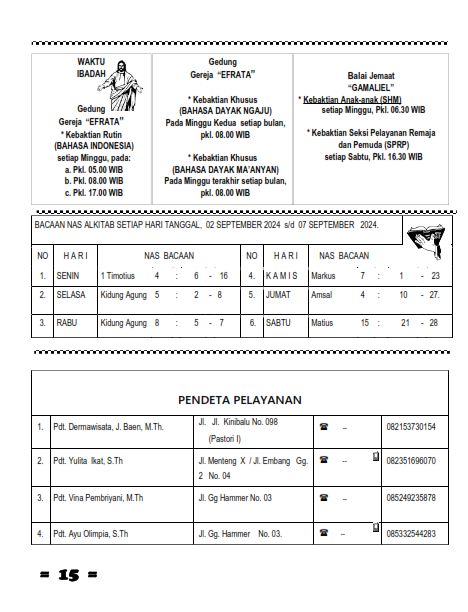 WAKTU
IBADAH
Gedung
Gereja "EFRATA"
* Kebaktian Rutin
(BAHASA INDONESIA)
setiap Minggu, pada:
a. Pkl. 05.00 WIB
b. Pkl. 08.00 WIB
c. Pkl. 17.00 WIB
Gedung
Gereja "EFRATA"
* Kebaktian Khusus
(BAHASA DAYAK NGAJU)
Pada Minggu Kedua setiap bulan,
pkl. 08.00 WIB
* Kebaktian Khusus
(BAHASA DAYAK MA'ANYAN)
Pada Minggu terakhir setiap bulan,
pkl. 08.00 WIB
Balai Jemaat
"GAMALIEL"
* Kebaktian Anak-anak (SHM)
setiap Minggu, Pkl. 06.30 WIB
* Kebaktian Seksi Pelayanan Remaja
dan Pemuda (SPRP)
setiap Sabtu, Pkl. 16.30 WIB
BACAAN NAS ALKITAB SETIAP HARI TANGGAL, 02 SEPTEMBER 2024 s/d 07 SEPTEMBER 2024.
NO H A R I NAS BACAAN NO H A R I NAS BACAAN
1. SENIN 1 Timotius 4 : 6 - 16 4. K A M I S Markus 7 : 1 - 23
2. SELASA Kidung Agung 5 : 2 - 8 5. JUMAT Amsal 4 : 10 - 27.
3. RABU Kidung Agung 8 : 5 - 7 6. SABTU Matius 15 : 21 - 28
PENDETA PELAYANAN
1. Pdt. Dermawisata, J. Baen, M.Th. Jl. Jl. Kinibalu No. 098
(Pastori I) ☎ – 082153730154
2. Pdt. Yulita Ikat, S.Th Jl. Menteng X / Jl. Embang Gg.
2 No. 04 ☎ -- 082351696070
3. Pdt. Vina Pembriyani, M.Th Jl. Gg Hammer No. 03 ☎ – 085249235878
4. Pdt. Ayu Olimpia, S.Th Jl. Gg. Hammer No. 03. ☎ – 085332544283
= 15 =